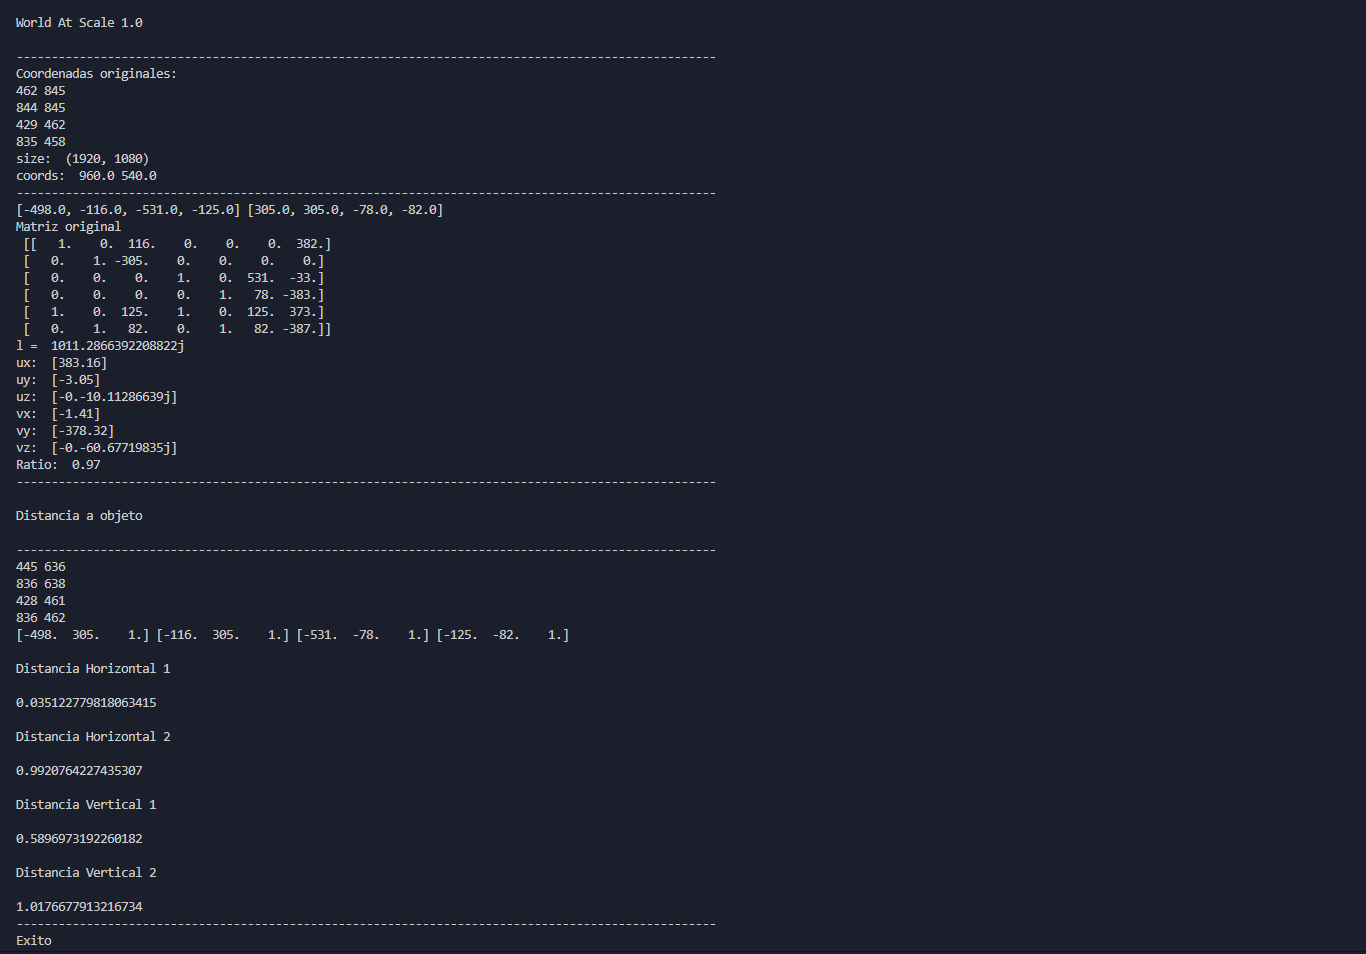 World At Scale 1.0
----------------------------------------------------------------------------------------------------
Coordenadas originales:
462 845
844 845
429 462
835 458
size:  (1920, 1080)
coords:  960.0 540.0
----------------------------------------------------------------------------------------------------
[-498.0, -116.0, -531.0, -125.0] [305.0, 305.0, -78.0, -82.0]
Matriz original
 [[   1.    0.  116.    0.    0.    0.  382.]
 [   0.    1. -305.    0.    0.    0.    0.]
 [   0.    0.    0.    1.    0.  531.  -33.]
 [   0.    0.    0.    0.    1.   78. -383.]
 [   1.    0.  125.    1.    0.  125.  373.]
 [   0.    1.   82.    0.    1.   82. -387.]]
l =  1011.2866392208822j
ux:  [383.16]
uy:  [-3.05]
uz:  [-0.-10.11286639j]
vx:  [-1.41]
vy:  [-378.32]
vz:  [-0.-60.67719835j]
Ratio:  0.97
----------------------------------------------------------------------------------------------------
Distancia a objeto
----------------------------------------------------------------------------------------------------
445 636
836 638
428 461
836 462
[-498.  305.    1.] [-116.  305.    1.] [-531.  -78.    1.] [-125.  -82.    1.]
Distancia Horizontal 1
0.035122779818063415
Distancia Horizontal 2
0.9920764227435307
Distancia Vertical 1
0.5896973192260182
Distancia Vertical 2
1.0176677913216734
----------------------------------------------------------------------------------------------------
Exito